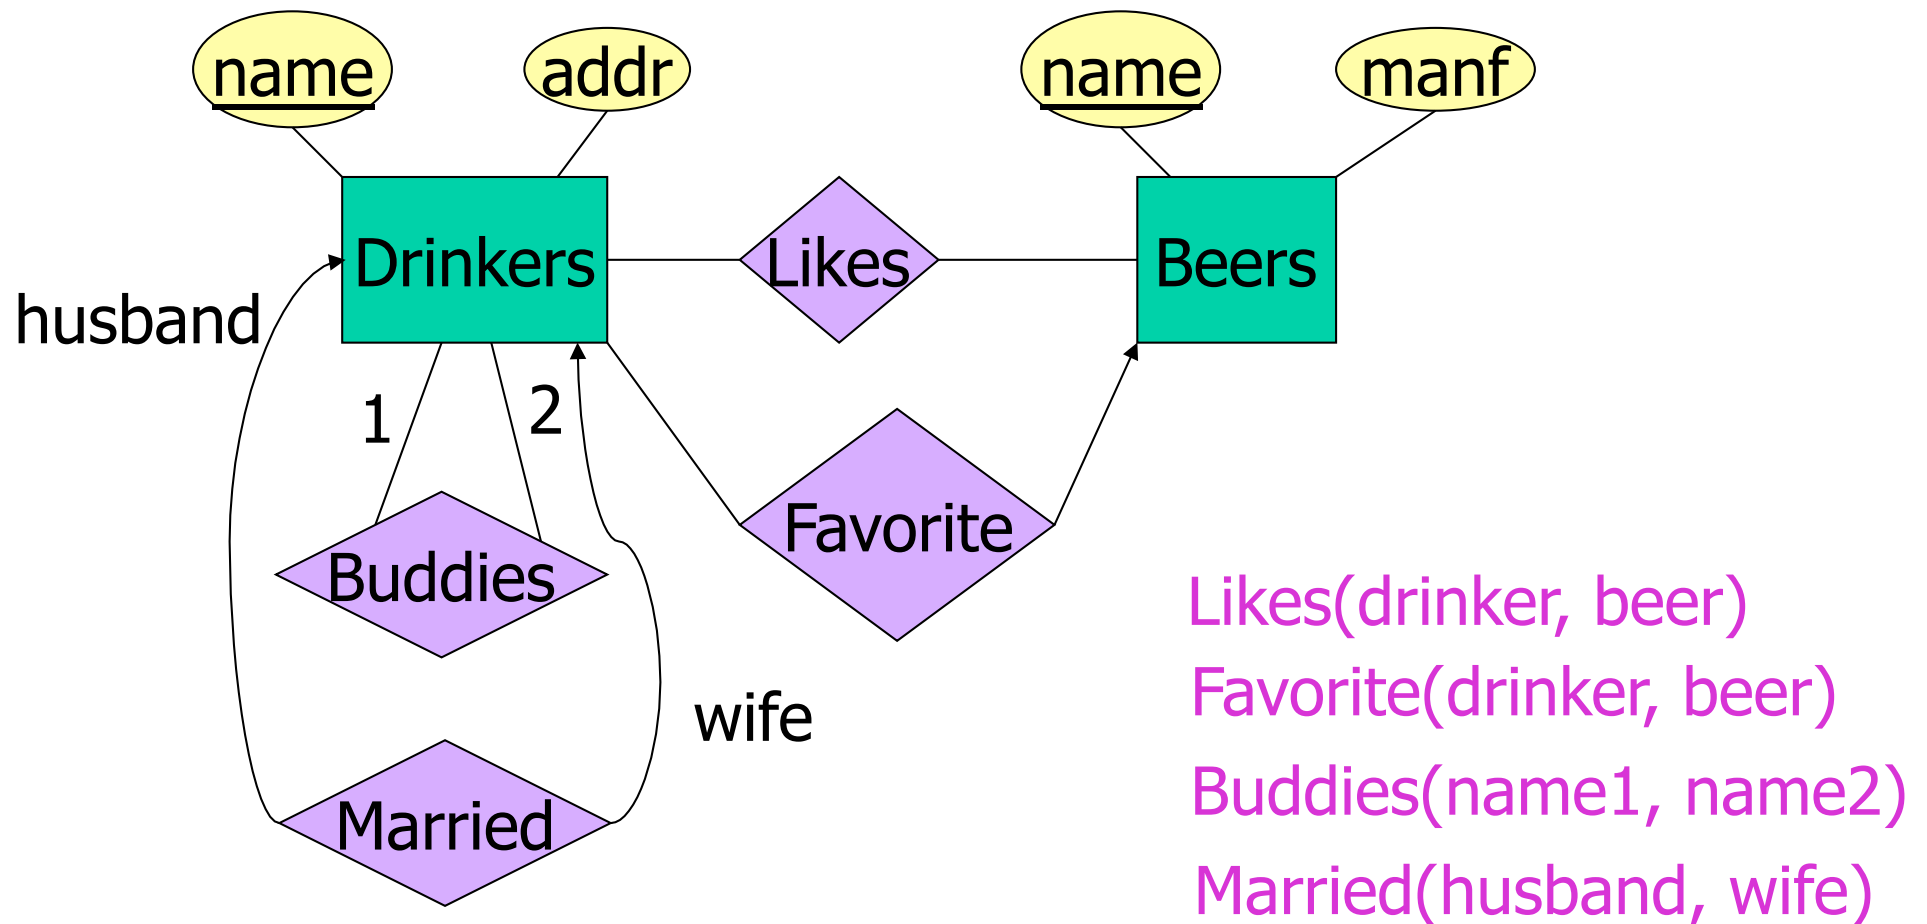 name
addr
name
manf
Drinkers
Likes
Beers
husband
1
2
Favorite
Buddies
wife
Married
Likes(drinker, beer)
Favorite(drinker, beer)
Buddies(name1, name2)
Married(husband, wife)